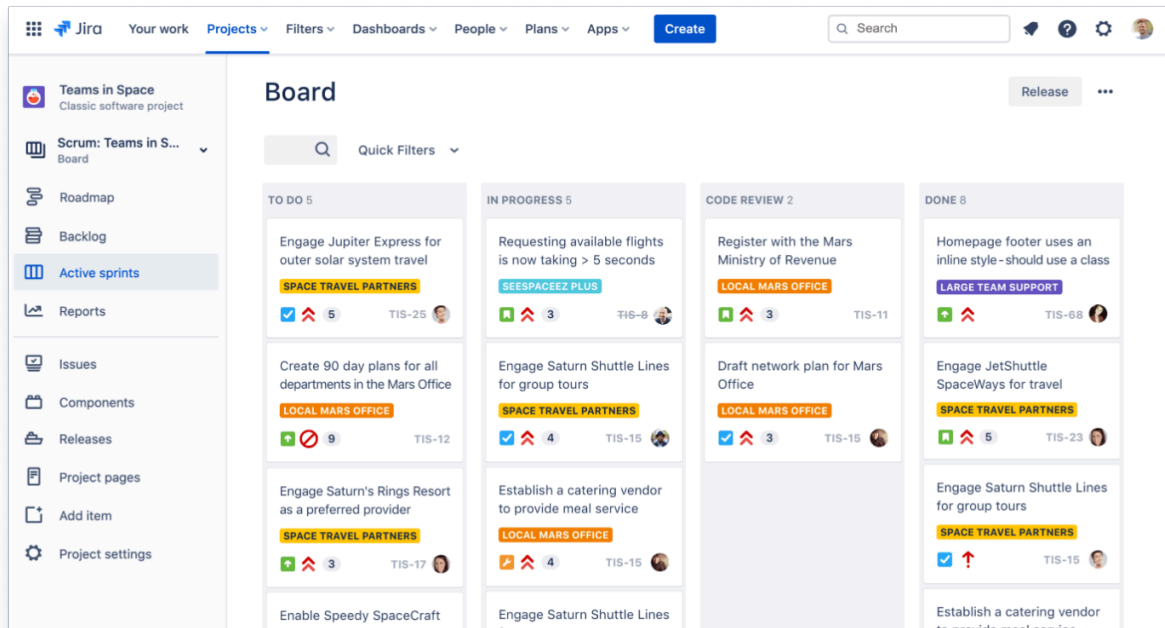 Jira
Your work
Projects
Filters
Dashboards
People
Plans
Apps
Create
Search
Teams in Space
Classic software project
Scrum: Teams in S...
Board
Roadmap
Backlog
Active sprints
Reports
Issues
Components
Releases
Project pages
Add item
Project settings
Board
Release
Quick Filters
TO DO 5
Engage Jupiter Express for
outer solar system travel
SPACE TRAVEL PARTNERS
5
TIS-25
Create 90 day plans for all
departments in the Mars Office
LOCAL MARS OFFICE
9
TIS-12
Engage Saturn's Rings Resort
as a preferred provider
SPACE TRAVEL PARTNERS
3
TIS-17
Enable Speedy SpaceCraft
IN PROGRESS 5
Requesting available flights
is now taking > 5 seconds
SEESPACEEZ PLUS
3
TIS-8
Engage Saturn Shuttle Lines
for group tours
SPACE TRAVEL PARTNERS
4
TIS-15
Establish a catering vendor
to provide meal service
LOCAL MARS OFFICE
4
TIS-15
Engage Saturn Shuttle Lines
CODE REVIEW 2
Register with the Mars
Ministry of Revenue
LOCAL MARS OFFICE
3
TIS-11
Draft network plan for Mars
Office
LOCAL MARS OFFICE
3
TIS-15
DONE 8
Homepage footer uses an
inline style-should use a class
LARGE TEAM SUPPORT
TIS-68
Engage JetShuttle
SpaceWays for travel
SPACE TRAVEL PARTNERS
5
TIS-23
Engage Saturn Shuttle Lines
for group tours
SPACE TRAVEL PARTNERS
TIS-15
Establish a catering vendor